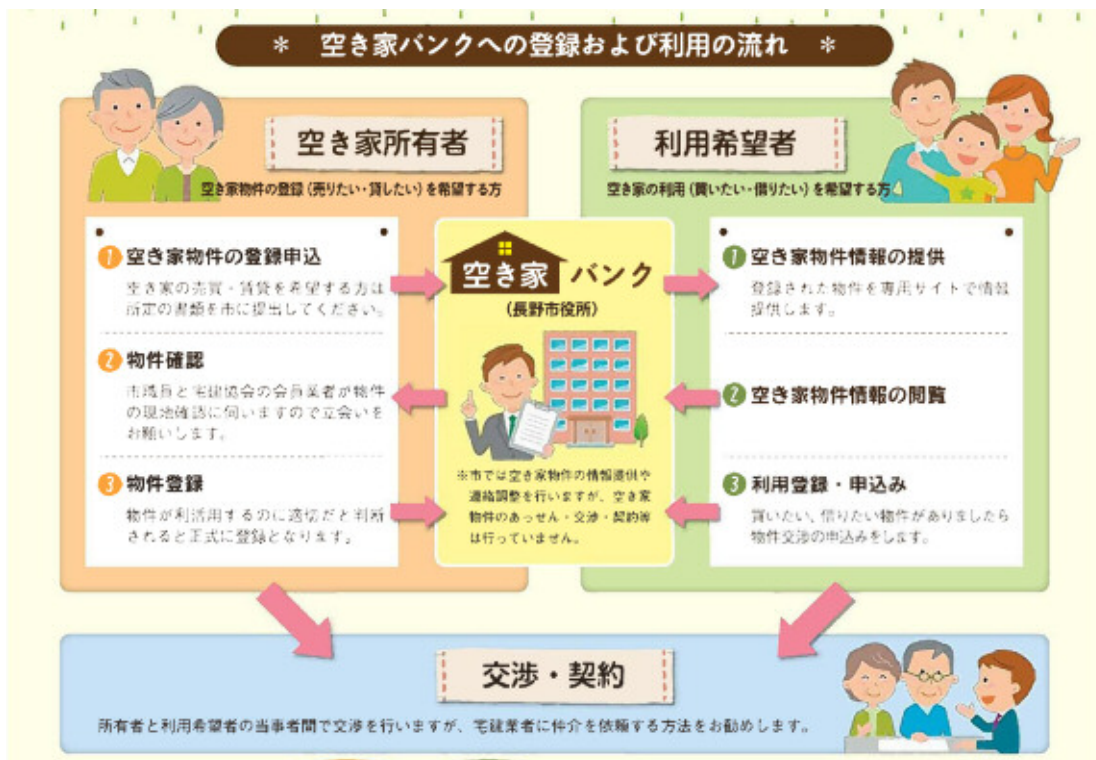 * 空き家バンクへの登録および利用の流れ *
空き家所有者
空き家物件の登録（売りたい・貸したい）を希望する方
1 空き家物件の登録申込
空き家の売買・賃貸を希望する方は
所定の書類を市に提出してください。
2 物件確認
市職員と宅建協会の会員業者が物件
の現地確認に伺いますので立会いを
お願いします。
3 物件登録
物件が利活用するのに適切だと判断
されると正式に登録となります。
空き家バンク
（長野市役所）
※市では空き家物件の情報提供や
連絡調整を行いますが、空き家
物件のあっせん・交渉・契約等
は行っていません。
利用希望者
空き家の利用（買いたい・借りたい）を希望する方
1 空き家物件情報の提供
登録された物件を専用サイトで情報
提供します。
2 空き家物件情報の閲覧
3 利用登録・申込み
買いたい、借りたい物件がありましたら
物件交渉の申込みをします。
交渉・契約
所有者と利用希望者の当事者間で交渉を行いますが、宅建業者に仲介を依頼する方法をお勧めします。